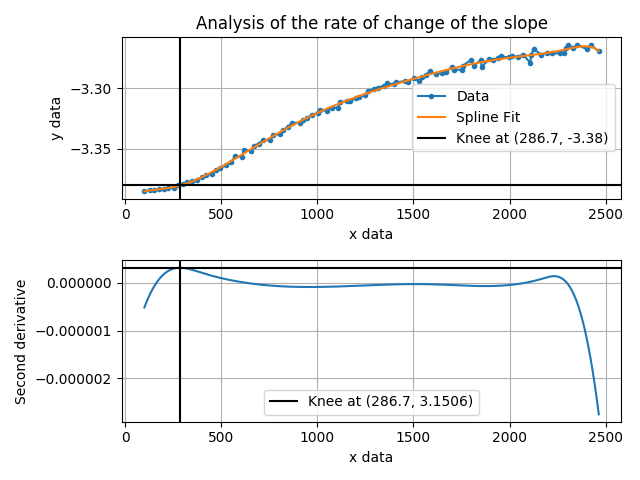 Analysis of the rate of change of the slope
y data
−3.30
−3.35
Data
Spline Fit
Knee at (286.7, -3.38)
0 500 1000 1500 2000 2500
x data
Second derivative
0.000000
−0.000001
−0.000002
Knee at (286.7, 3.1506)
0 500 1000 1500 2000 2500
x data